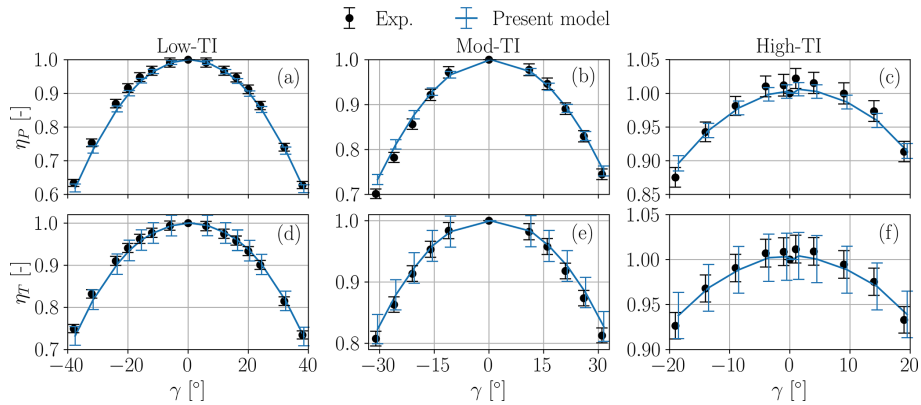 Exp. Present model
Low-TI Mod-TI High-TI
(a) (b) (c)
η_P [-]
1.0 0.9 0.8 0.7 0.6
1.0 0.9 0.8 0.7
1.05 1.00 0.95 0.90 0.85
(d) (e) (f)
η_T [-]
1.0 0.9 0.8 0.7
1.0 0.9 0.8
1.05 1.00 0.95 0.90
−40 −20 0 20 40
−30 −15 0 15 30
−20 −10 0 10 20
γ [°] γ [°] γ [°]